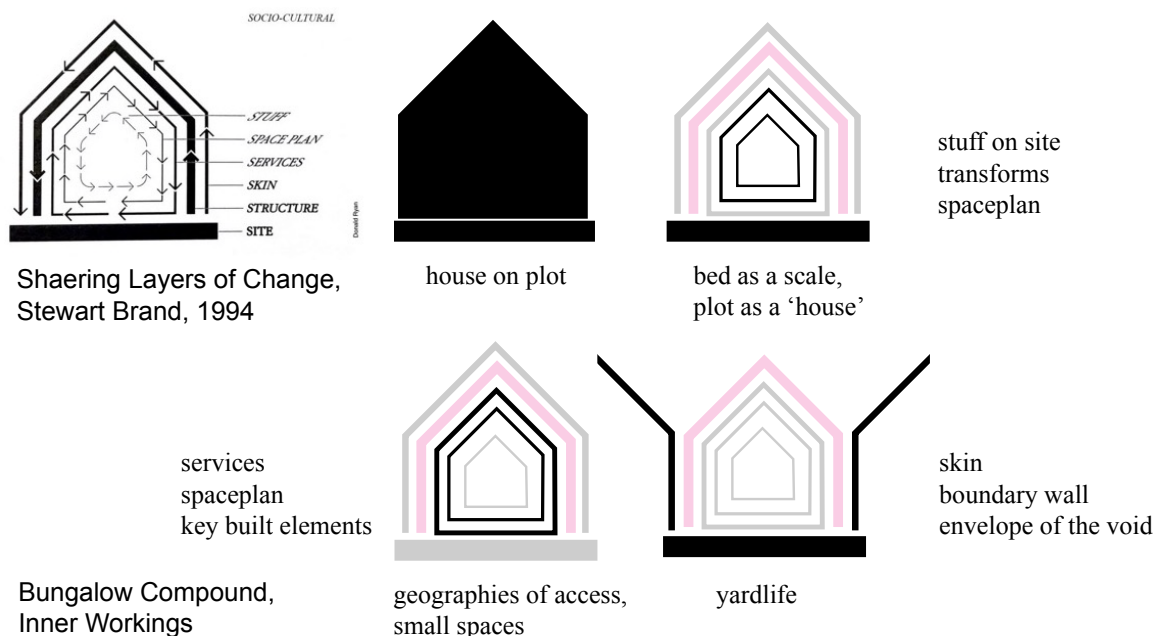 SOCIO-CULTURAL
STUFF
SPACE PLAN
SERVICES
SKIN
STRUCTURE
SITE
Donald Ryan
Shaering Layers of Change,
Stewart Brand, 1994
house on plot
bed as a scale,
plot as a ‘house’
stuff on site
transforms
spaceplan
services
spaceplan
key built elements
skin
boundary wall
envelope of the void
Bungalow Compound,
Inner Workings
geographies of access,
small spaces
yardlife